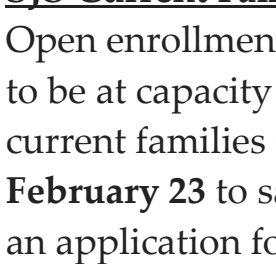 Open enrollmen
to be at capacity
current families
February 23 to sa
an application fo